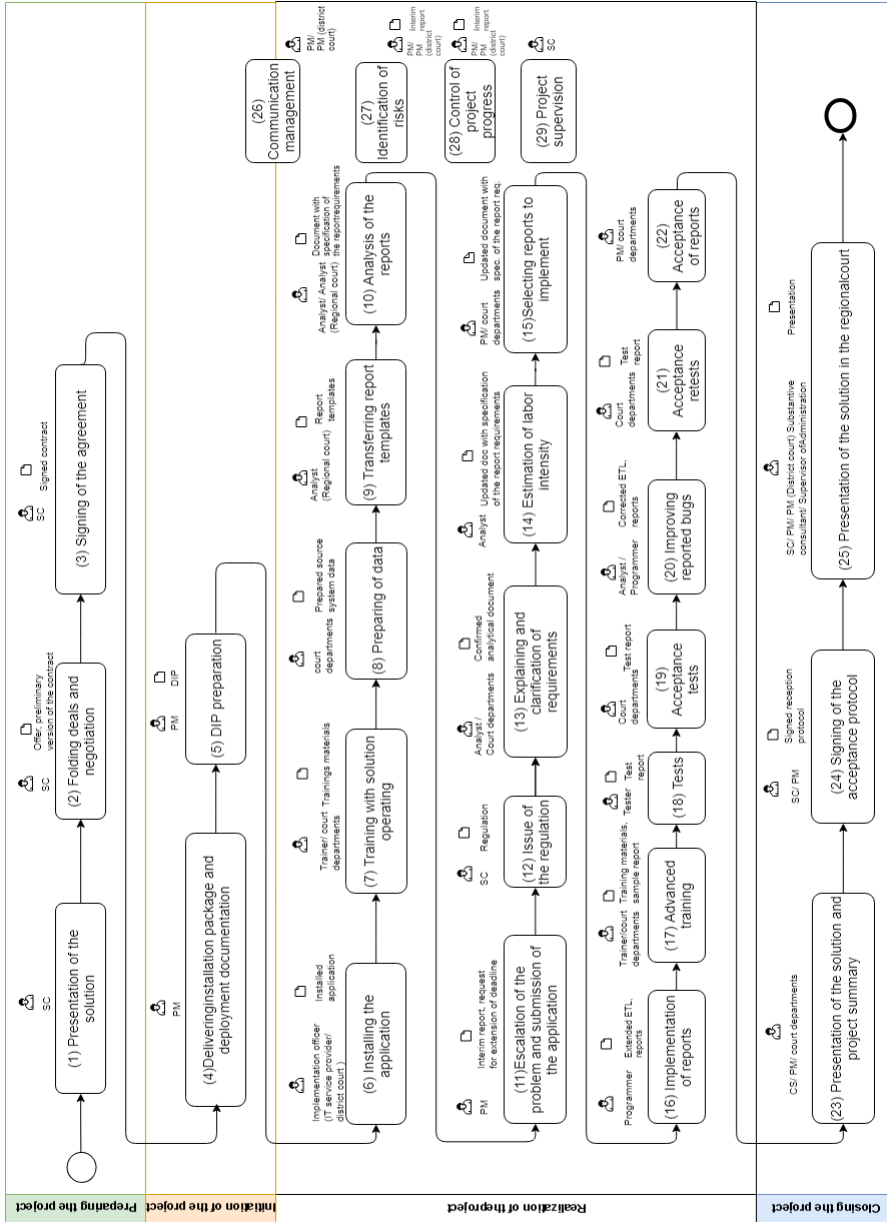 Preparing the project
SC
(1) Presentation of the
solution
SC
Offer, preliminary
version of the contract
(2) Folding deals and
negotiation
SC
Signed contract
(3) Signing of the agreement
Initiation of the project
PM
(4)Deliveringinstallation package and
deployment documentation
PM
DIP
(5) DIP preparation
PM/
PM (district
court)
(26)
Communication
management
Realization of theproject
Implementation officer
(IT service provider/
district court )
Installed
application
(6) Installing the
application
Trainer/ court
departments
Trainings materials
(7) Training with solution
operating
court
departments
Prepared source
system data
(8) Preparing of data
Analyst
(Regional court)
Report
templates
(9) Transferring report
templates
Analyst/ Analyst
(Regional court)
Document with
specification of
the reportrequirements
(10) Analysis of the
reports
PM/
PM
(district
court)
Interim
report
(27)
Identification of
risks
PM
Interim report, request
for extension of deadline
(11)Escalation of the
problem and submission of
the application
SC
Regulation
(12) Issue of
the regulation
Analyst /
Court departments
Confirmed
analytical document
(13) Explaining and
clarification of
requirements
Analyst
Updated doc with specification
of the report requirements
(14) Estimation of labor
intensity
PM/ court
departments
Updated document with
spec. of the report req.
(15)Selecting reports to
implement
PM/
PM
(district
court)
Interim
report
(28) Control of
project
progress
SC
(29) Project
supervision
Programmer
Extended ETL,
reports
(16) Implementation
of reports
Trainer/court
departments
Training materials,
sample report
(17) Advanced
training
Tester
Test
report
(18) Tests
Court
departments
Test report
(19)
Acceptance
tests
Analyst /
Programmer
Corrected ETL,
reports
(20) Improving
reported bugs
Court
departments
Test
report
(21)
Acceptance
retests
PM/ court
departments
(22)
Acceptance
of reports
Closing the project
CS/ PM/ court departments
(23) Presentation of the solution and
project summary
SC/ PM
Signed reception
protocol
(24) Signing of the
acceptance protocol
SC/ PM/ PM (District court) Substantive
consultant/ Supervisor ofAdministration
Presentation
(25) Presentation of the solution in the regionalcourt